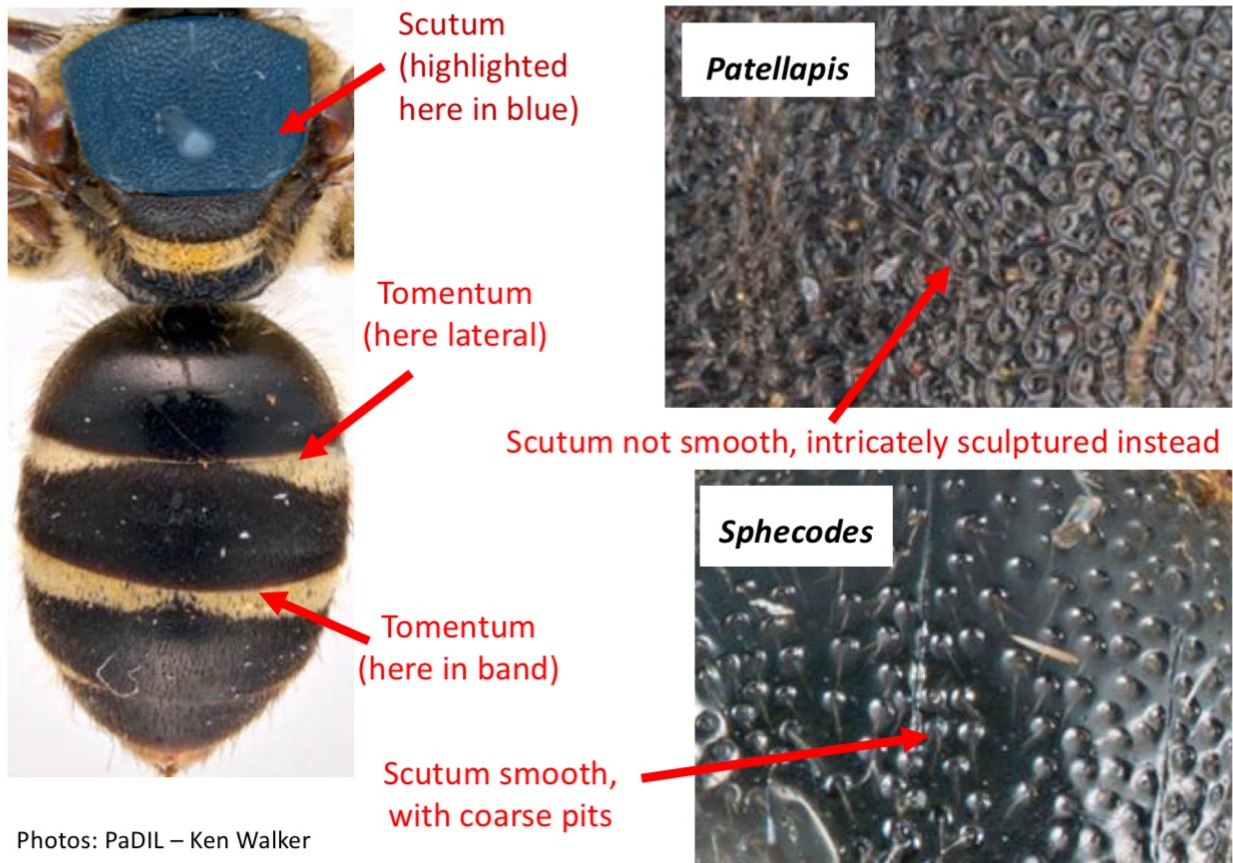 Scutum
(highlighted
here in blue)
Patellapis
Tomentum
(here lateral)
Scutum not smooth, intricately sculptured instead
Sphecodes
Tomentum
(here in band)
Scutum smooth,
with coarse pits
Photos: PaDIL – Ken Walker